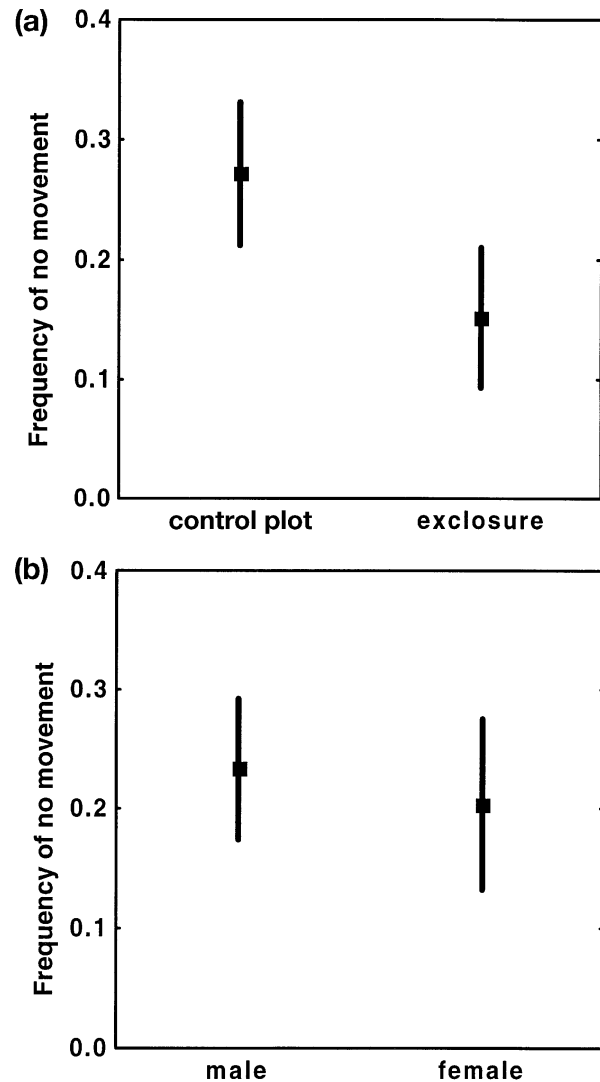 (a)
0.4
0.3
0.2
0.1
0.0
Frequency of no movement
control plot
exclosure
(b)
0.4
0.3
0.2
0.1
0.0
Frequency of no movement
male
female